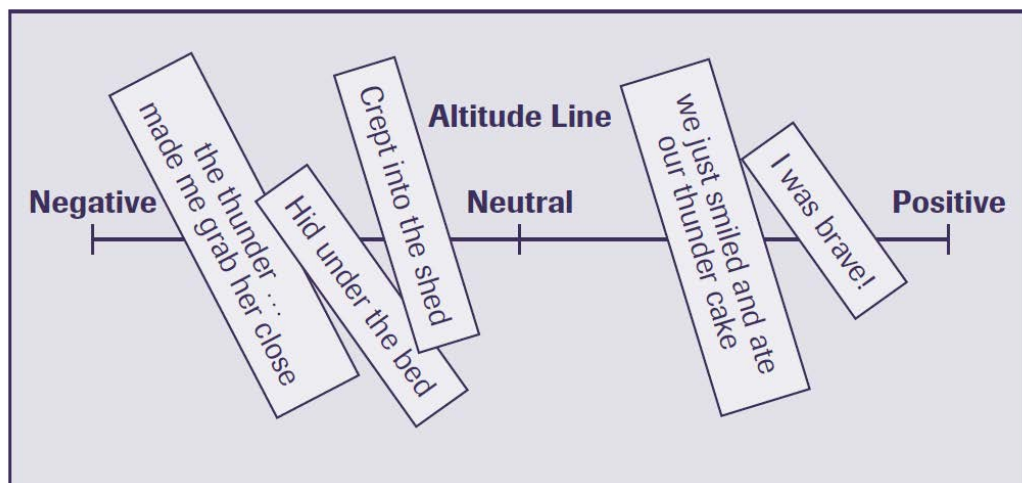 Altitude Line
Negative
Neutral
Positive
the thunder …
made me grab her close
Hid under the bed
Crept into the shed
we just smiled and ate
our thunder cake
I was brave!